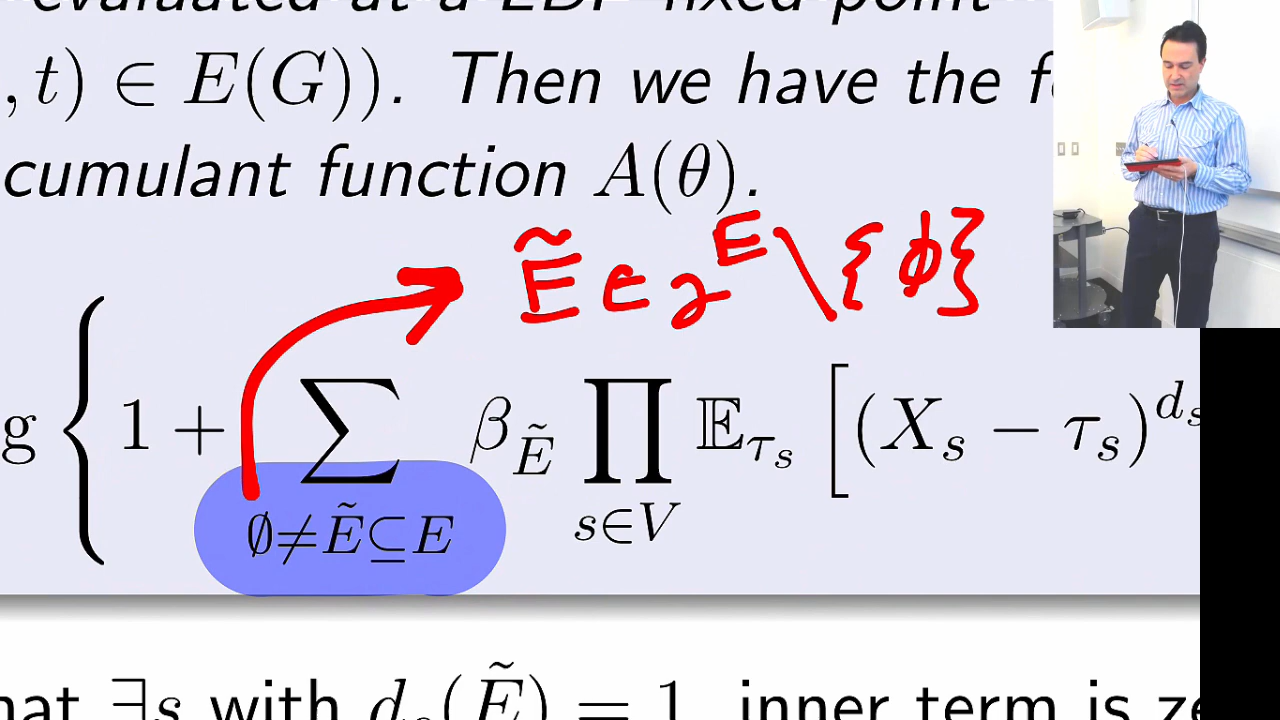 evaluated at a LBP fixed point
, t) ∈ E(G)). Then we have the f
cumulant function A(θ).
Ẽ ∈ 2^E \ {∅}
g { 1 + ∑_{∅≠Ẽ⊆E} β_Ẽ ∏_{s∈V} 𝔼_{τ_s} [ (X_s − τ_s)^{d_s
hat ∃s with d_s(Ẽ) = 1, inner term is ze